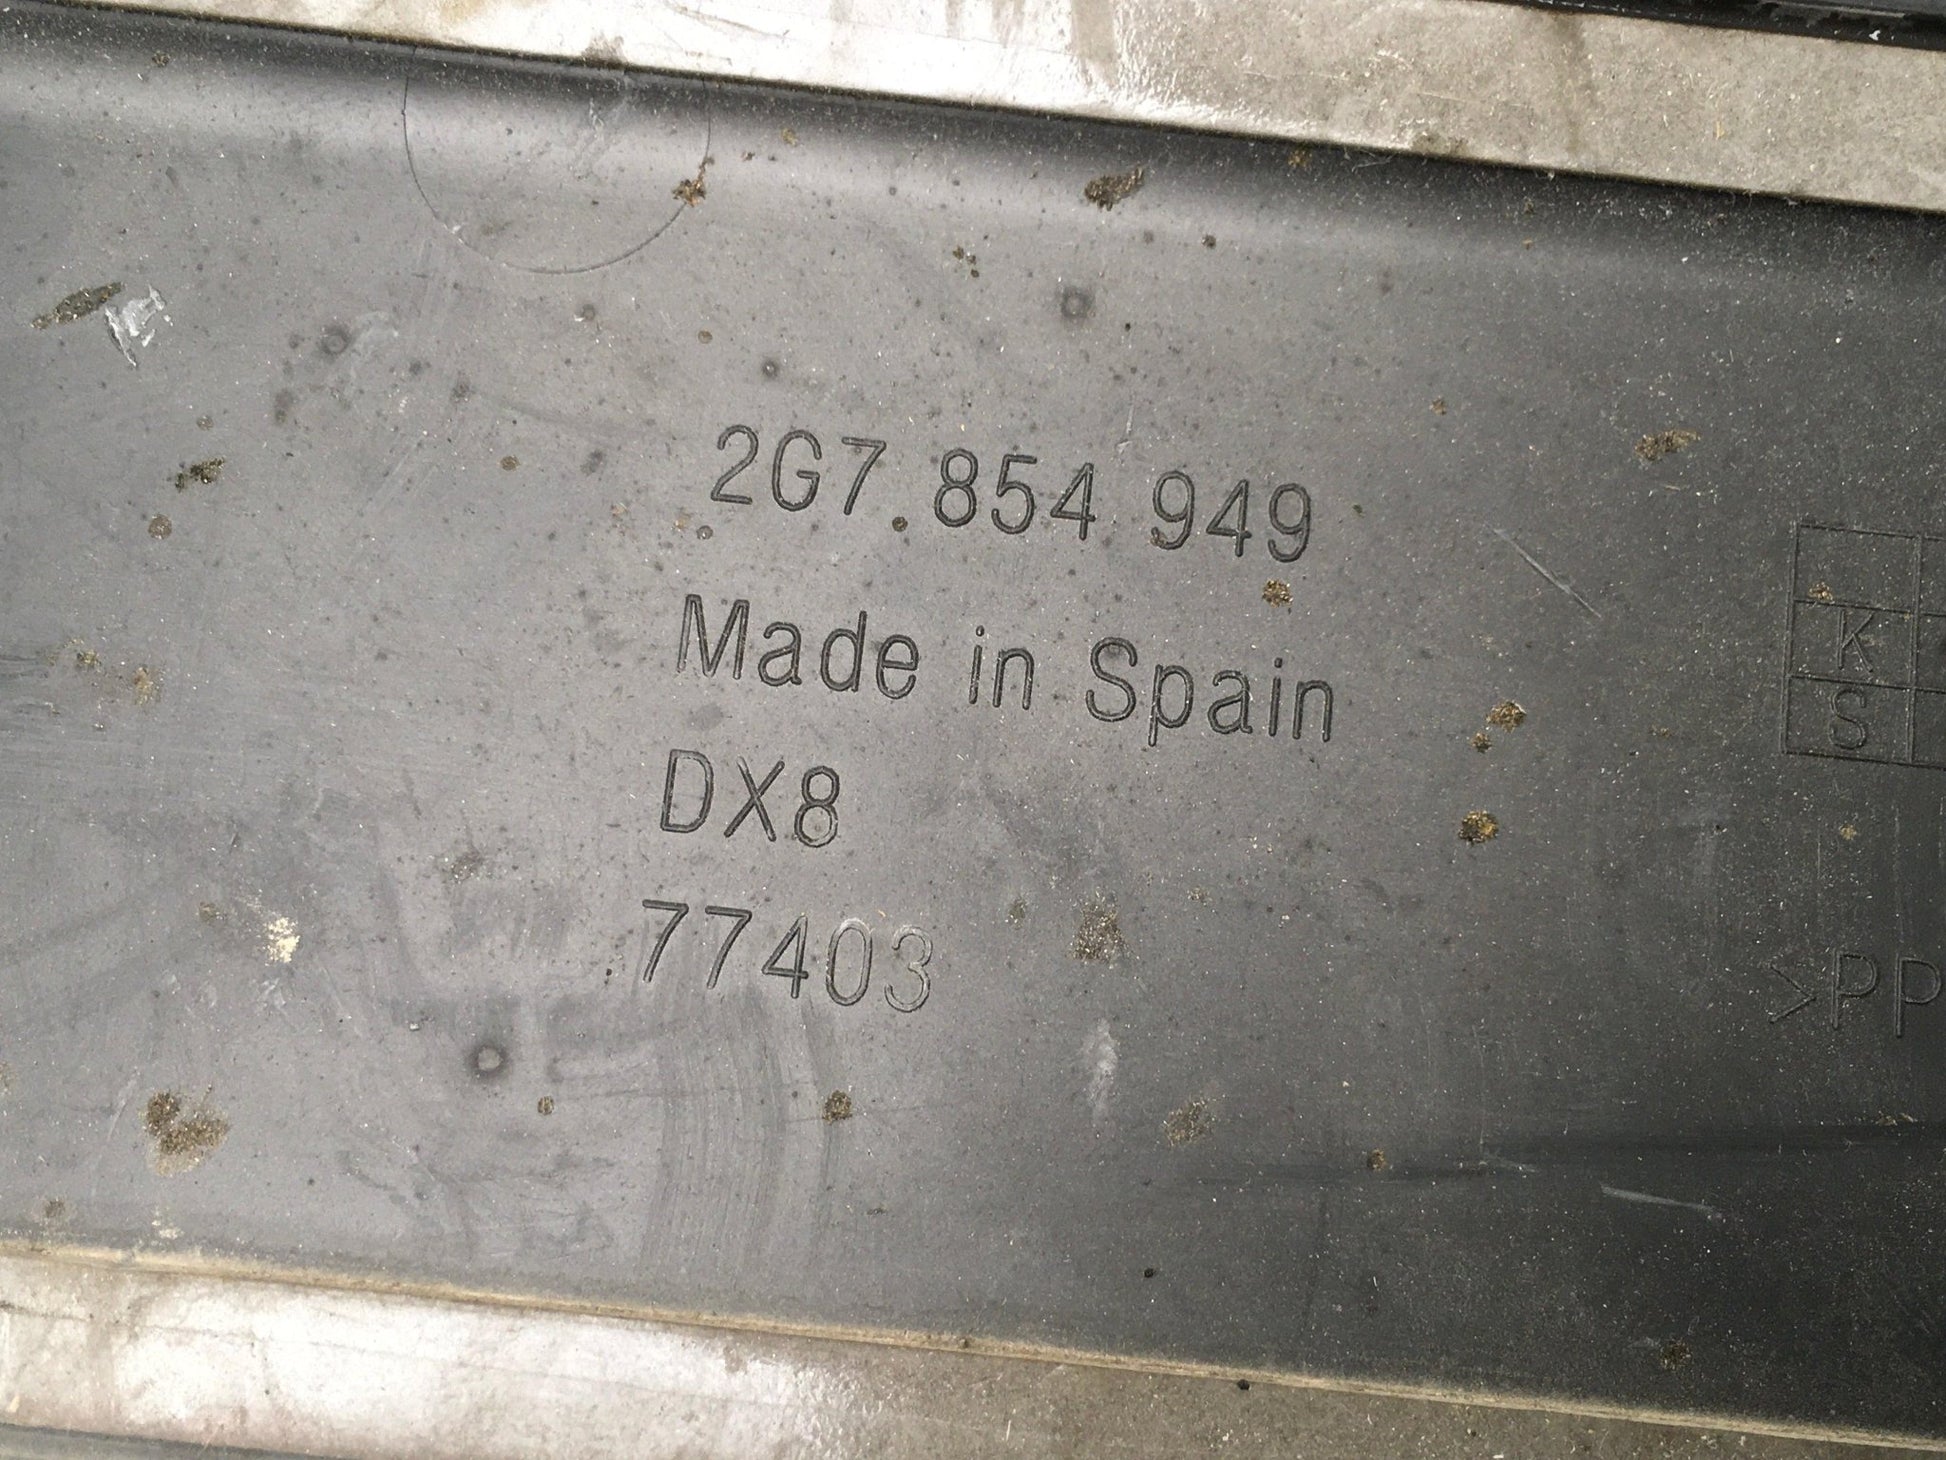 2G7.854 949
Made in Spain
DX8
77403
K
S
>PP